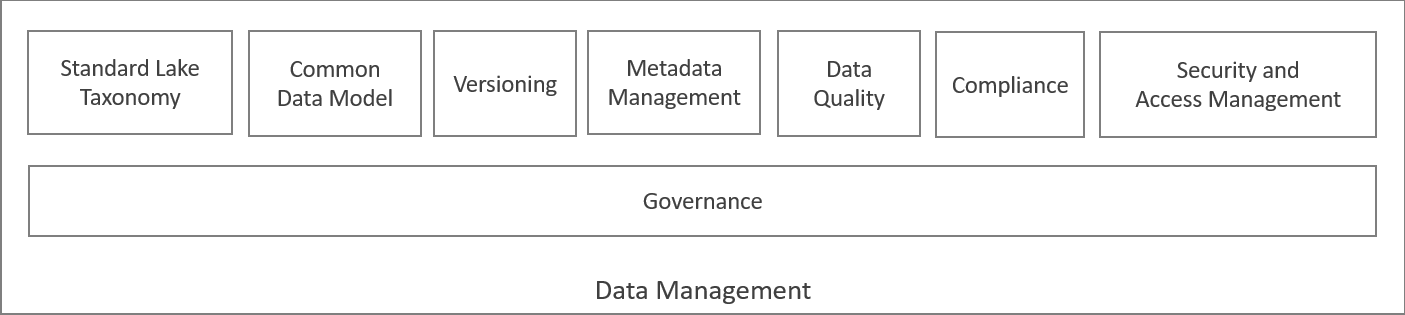 Standard Lake
Taxonomy
Common
Data Model
Versioning
Metadata
Management
Data
Quality
Compliance
Security and
Access Management
Governance
Data Management